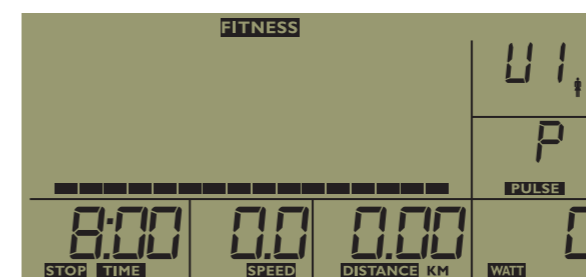 FITNESS
U1
P
PULSE
8:00 0.0 0.00
STOP TIME SPEED DISTANCE KM WATT